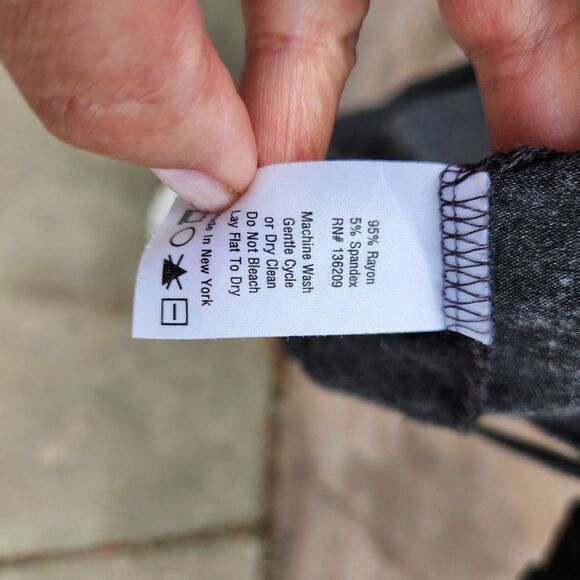 95% Rayon
5% Spandex
RN# 136209
Machine Wash
Gentle Cycle
or Dry Clean
Do Not Bleach
Lay Flat To Dry
In New York